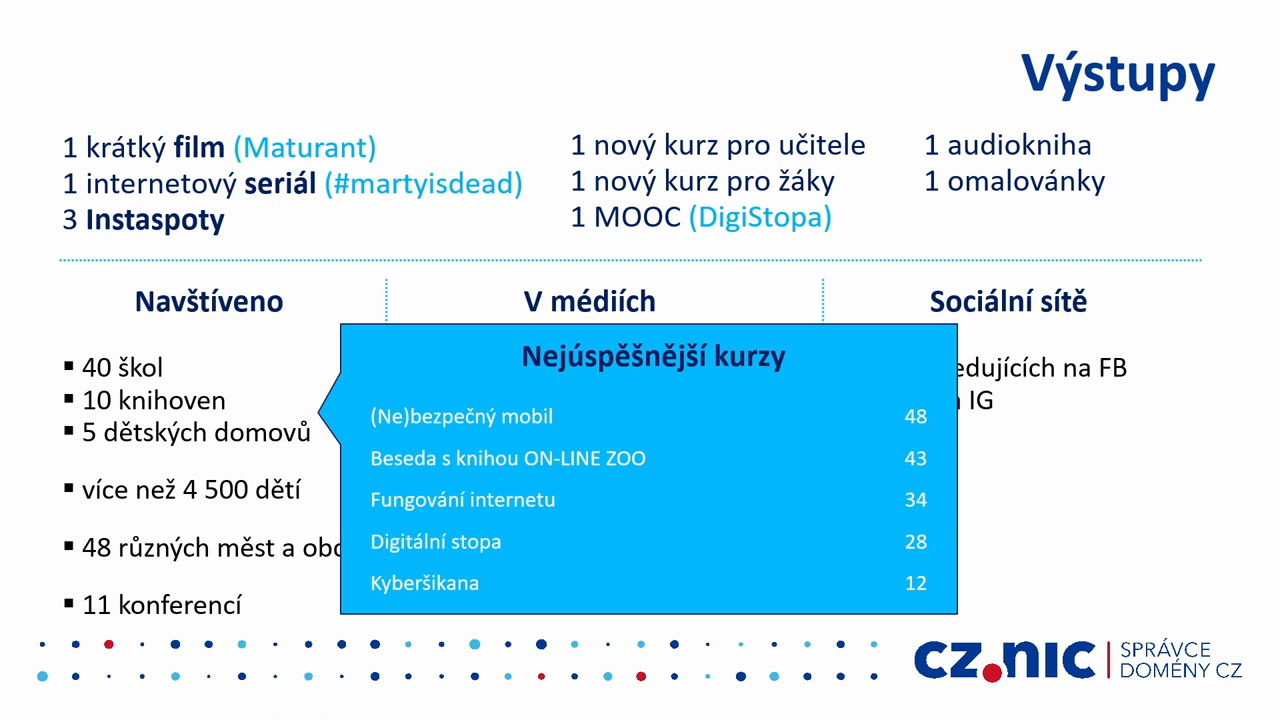 Výstupy
1 krátký film (Maturant)
1 internetový seriál (#martyisdead)
3 Instaspoty
1 nový kurz pro učitele
1 nový kurz pro žáky
1 MOOC (DigiStopa)
1 audiokniha
1 omalovánky
Navštíveno
40 škol
10 knihoven
5 dětských domovů
více než 4 500 dětí
48 různých měst a
11 konferencí
V médiích
Nejúspěšnější kurzy
(Ne)bezpečný mobil 48
Beseda s knihou ON-LINE ZOO 43
Fungování internetu 34
Digitální stopa 28
Kyberšikana 12
Sociální sítě
na FB
IG
CZ.NIC
SPRÁVCE
DOMÉNY CZ